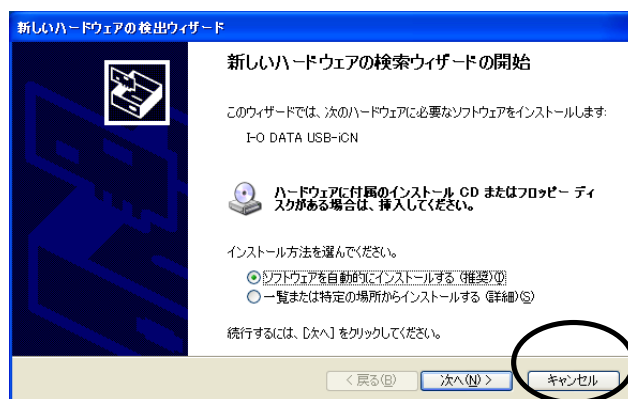 新しいハードウェアの検出ウィザード
新しいハードウェアの検索ウィザードの開始
このウィザードでは、次のハードウェアに必要なソフトウェアをインストールします:
I-O DATA USB-iCN
ハードウェアに付属のインストール CD またはフロッピー ディ
スクがある場合は、挿入してください。
インストール方法を選んでください。
ソフトウェアを自動的にインストールする (推奨)(I)
一覧または特定の場所からインストールする (詳細)(S)
続行するには、[次へ] をクリックしてください。
< 戻る(B) 次へ(N) > キャンセル